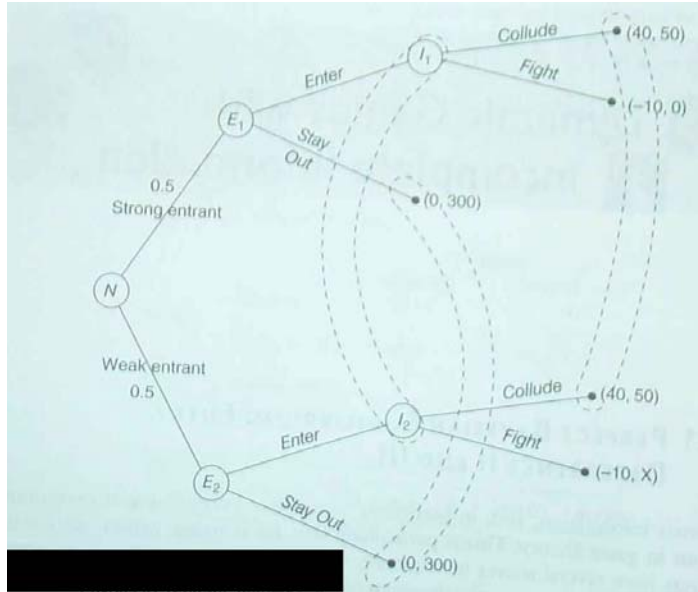 Collude
(40, 50)
I1
Enter
Fight
(–10, 0)
E1
Stay
Out
0.5
Strong entrant
(0, 300)
N
Weak entrant
0.5
Collude
(40, 50)
I2
Enter
Fight
(–10, X)
E2
Stay Out
(0, 300)